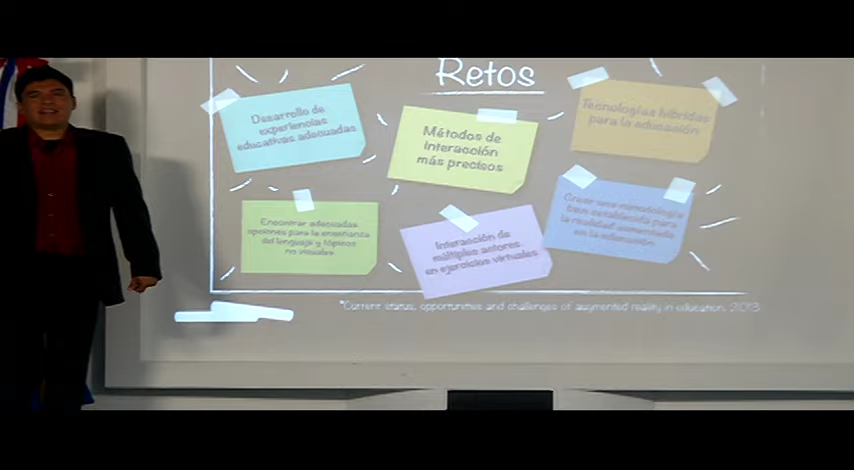 Retos
Desarrollo de
experiencias
educativas adecuadas
Métodos de
interacción
más precisos
Tecnologías híbridas
para la educación
Encontrar adecuadas
opciones para la enseñanza
del lenguaje y tópicos
no visuales
Interacción de
múltiples actores
en ejercicios virtuales
Crear una metodología
bien establecida para
la realidad aumentada
en la educación
*Current status, opportunities and challenges of augmented reality in education, 2013